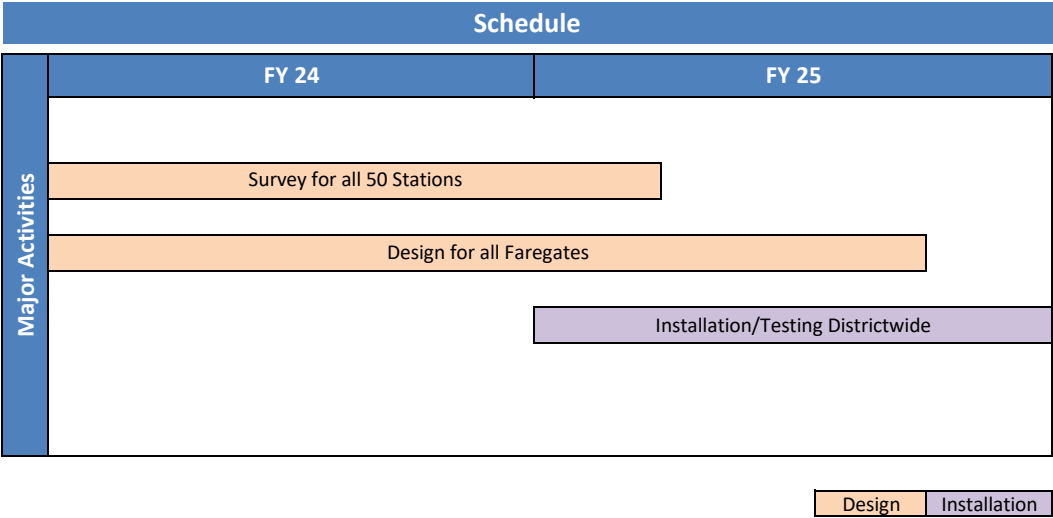 Schedule
FY 24
FY 25
Major Activities
Survey for all 50 Stations
Design for all Faregates
Installation/Testing Districtwide
Design
Installation